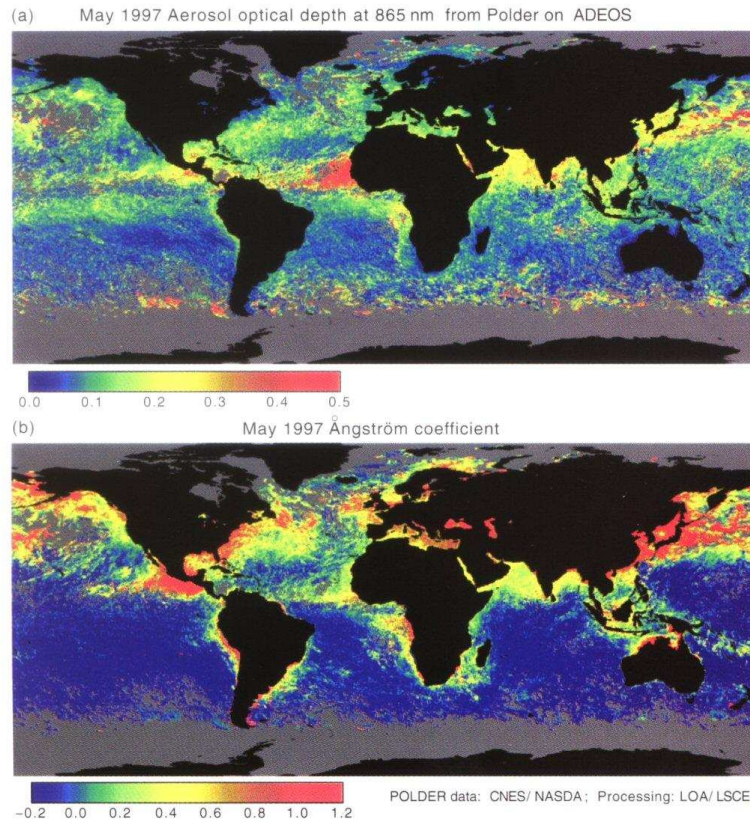 (a) May 1997 Aerosol optical depth at 865 nm from Polder on ADEOS
0.0 0.1 0.2 0.3 0.4 0.5
(b) May 1997 Ångström coefficient
−0.2 0.0 0.2 0.4 0.6 0.8 1.0 1.2
POLDER data: CNES/NASDA; Processing: LOA/LSCE